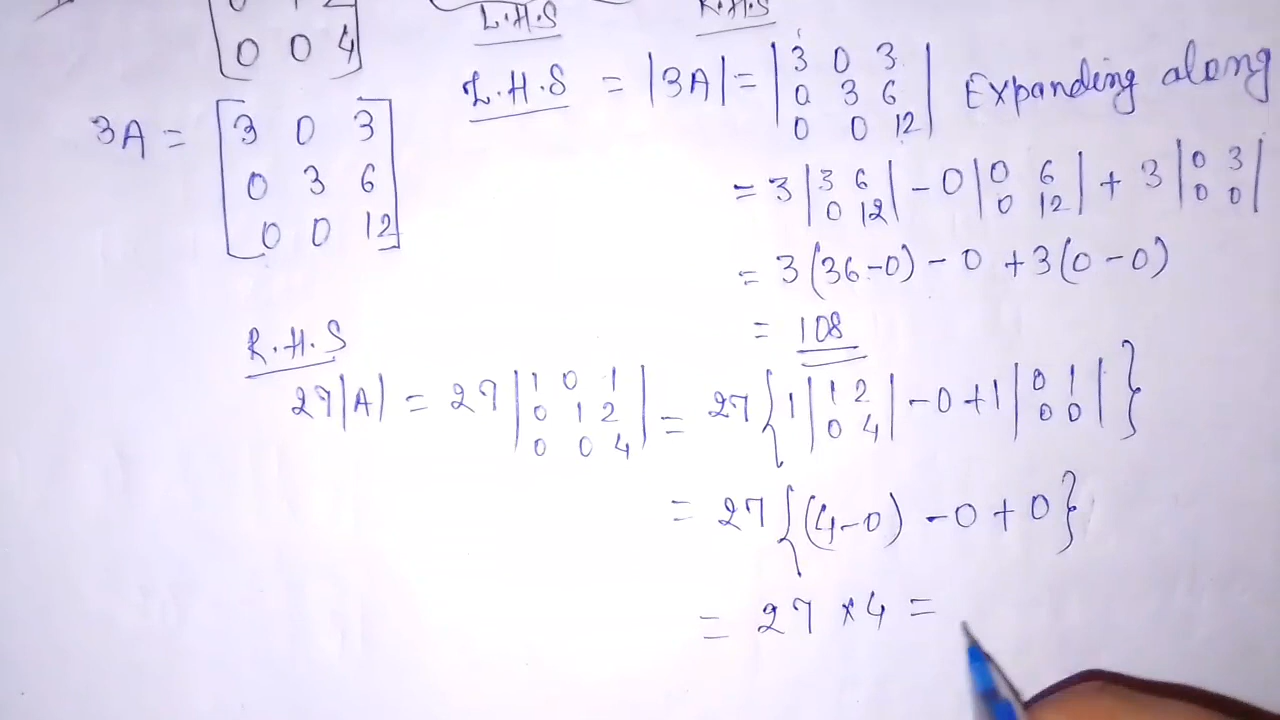 L.H.S R.H.S
0 0 4
L.H.S = |3A| = |3 0 3| Expanding along
|0 3 6|
|0 0 12|
3A = [3 0 3]
[0 3 6]
[0 0 12]
= 3 |3 6| - 0 |0 6| + 3 |0 3|
|0 12| |0 12| |0 0|
= 3(36-0) - 0 + 3(0-0)
= 108
R.H.S
27|A| = 27 |1 0 1| = 27 { 1 |1 2| - 0 + 1 |0 1| }
|0 1 2| |0 4| |0 0|
|0 0 4|
= 27 {(4-0) - 0 + 0}
= 27 × 4 =